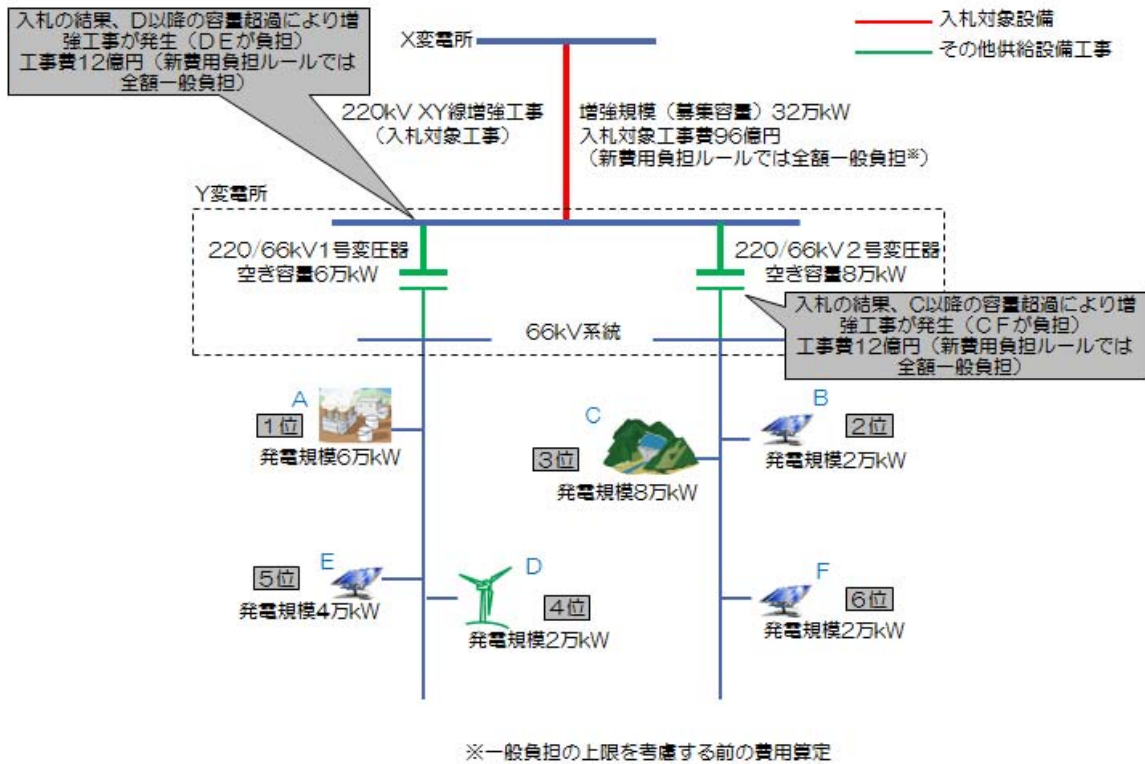 入札の結果、D以降の容量超過により増
強工事が発生（DEが負担）
工事費12億円（新費用負担ルールでは
全額一般負担）
X変電所
入札対象設備
その他供給設備工事
220kV XY線増強工事
（入札対象工事）
増強規模（募集容量）32万kW
入札対象工事費96億円
（新費用負担ルールでは全額一般負担※）
Y変電所
220/66kV1号変圧器
空き容量6万kW
220/66kV2号変圧器
空き容量8万kW
入札の結果、C以降の容量超過により増
強工事が発生（CFが負担）
工事費12億円（新費用負担ルールでは
全額一般負担）
66kV系統
A
1位
発電規模6万kW
B
2位
発電規模2万kW
C
3位
発電規模8万kW
E
5位
発電規模4万kW
D
4位
発電規模2万kW
F
6位
発電規模2万kW
※一般負担の上限を考慮する前の費用算定